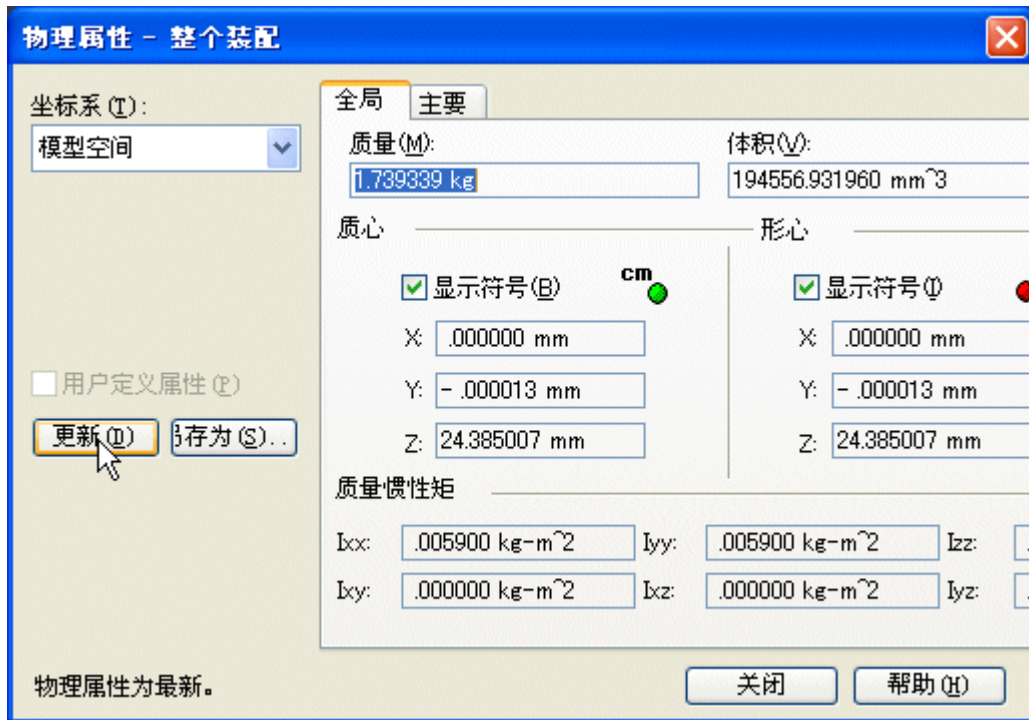 物理属性 - 整个装配
坐标系(T):
模型空间
用户定义属性(P)
更新(D)
存为(S)..
全局 主要
质量(M): 体积(V):
1.739339 kg 194556.931960 mm^3
质心 形心
显示符号(B) cm 显示符号(I)
X: .000000 mm X: .000000 mm
Y: - .000013 mm Y: - .000013 mm
Z: 24.385007 mm Z: 24.385007 mm
质量惯性矩
Ixx: .005900 kg-m^2 Iyy: .005900 kg-m^2 Izz: .
Ixy: .000000 kg-m^2 Ixz: .000000 kg-m^2 Iyz: .
物理属性为最新。
关闭 帮助(H)